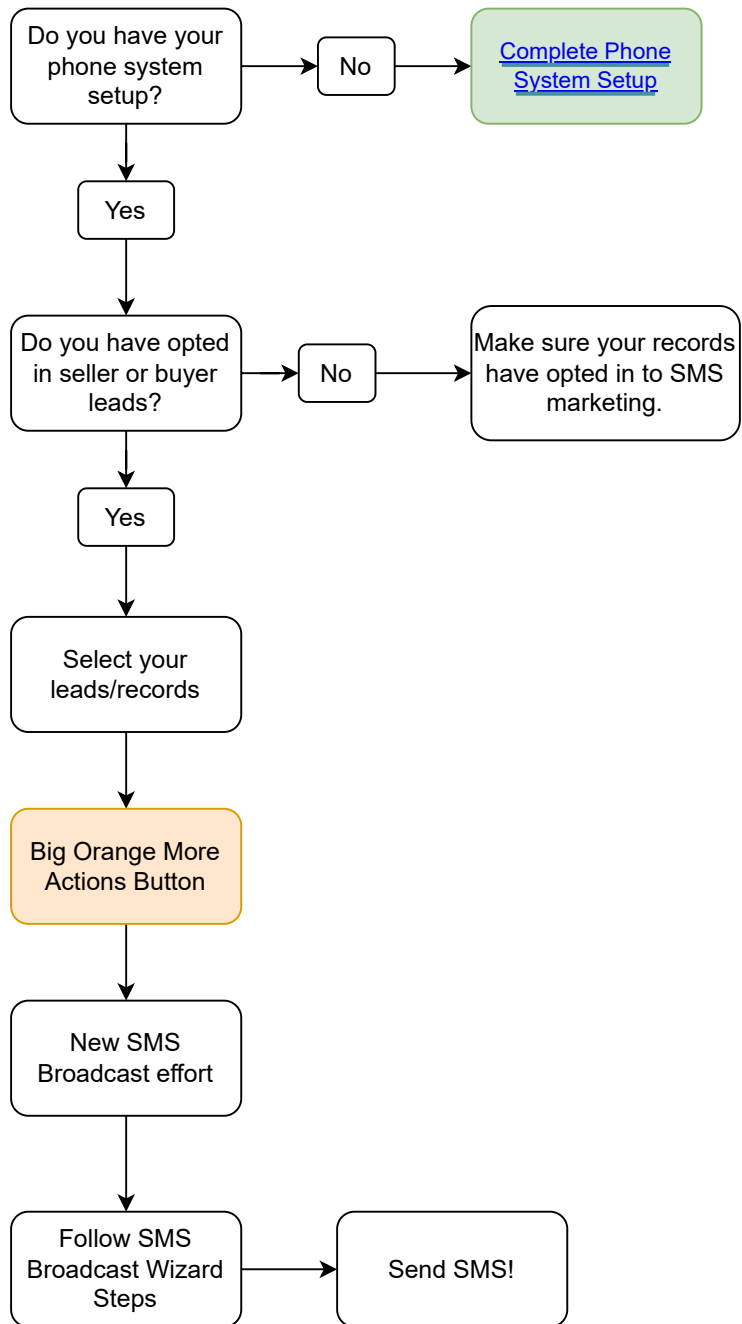 Do you have your
phone system
setup?
No
Complete Phone
System Setup
Yes
Do you have opted
in seller or buyer
leads?
No
Make sure your records
have opted in to SMS
marketing.
Yes
Select your
leads/records
Big Orange More
Actions Button
New SMS
Broadcast effort
Follow SMS
Broadcast Wizard
Steps
Send SMS!